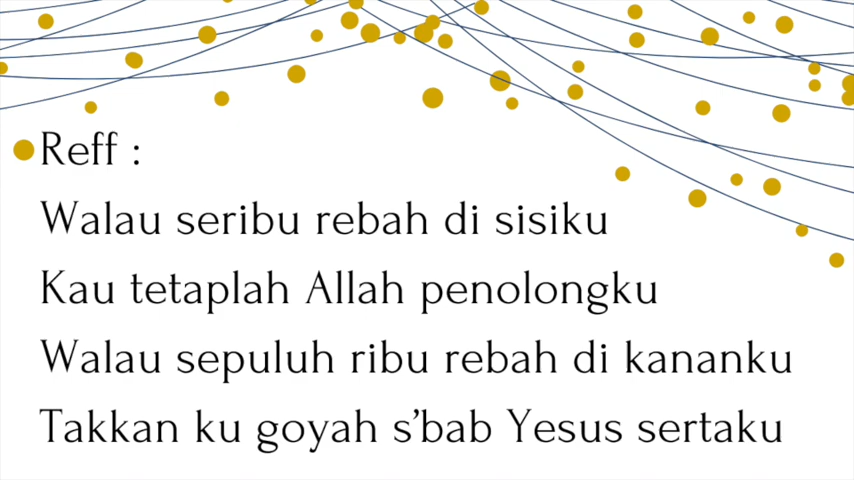 Reff :
Walau seribu rebah di sisiku
Kau tetaplah Allah penolongku
Walau sepuluh ribu rebah di kananku
Takkan ku goyah s’bab Yesus sertaku